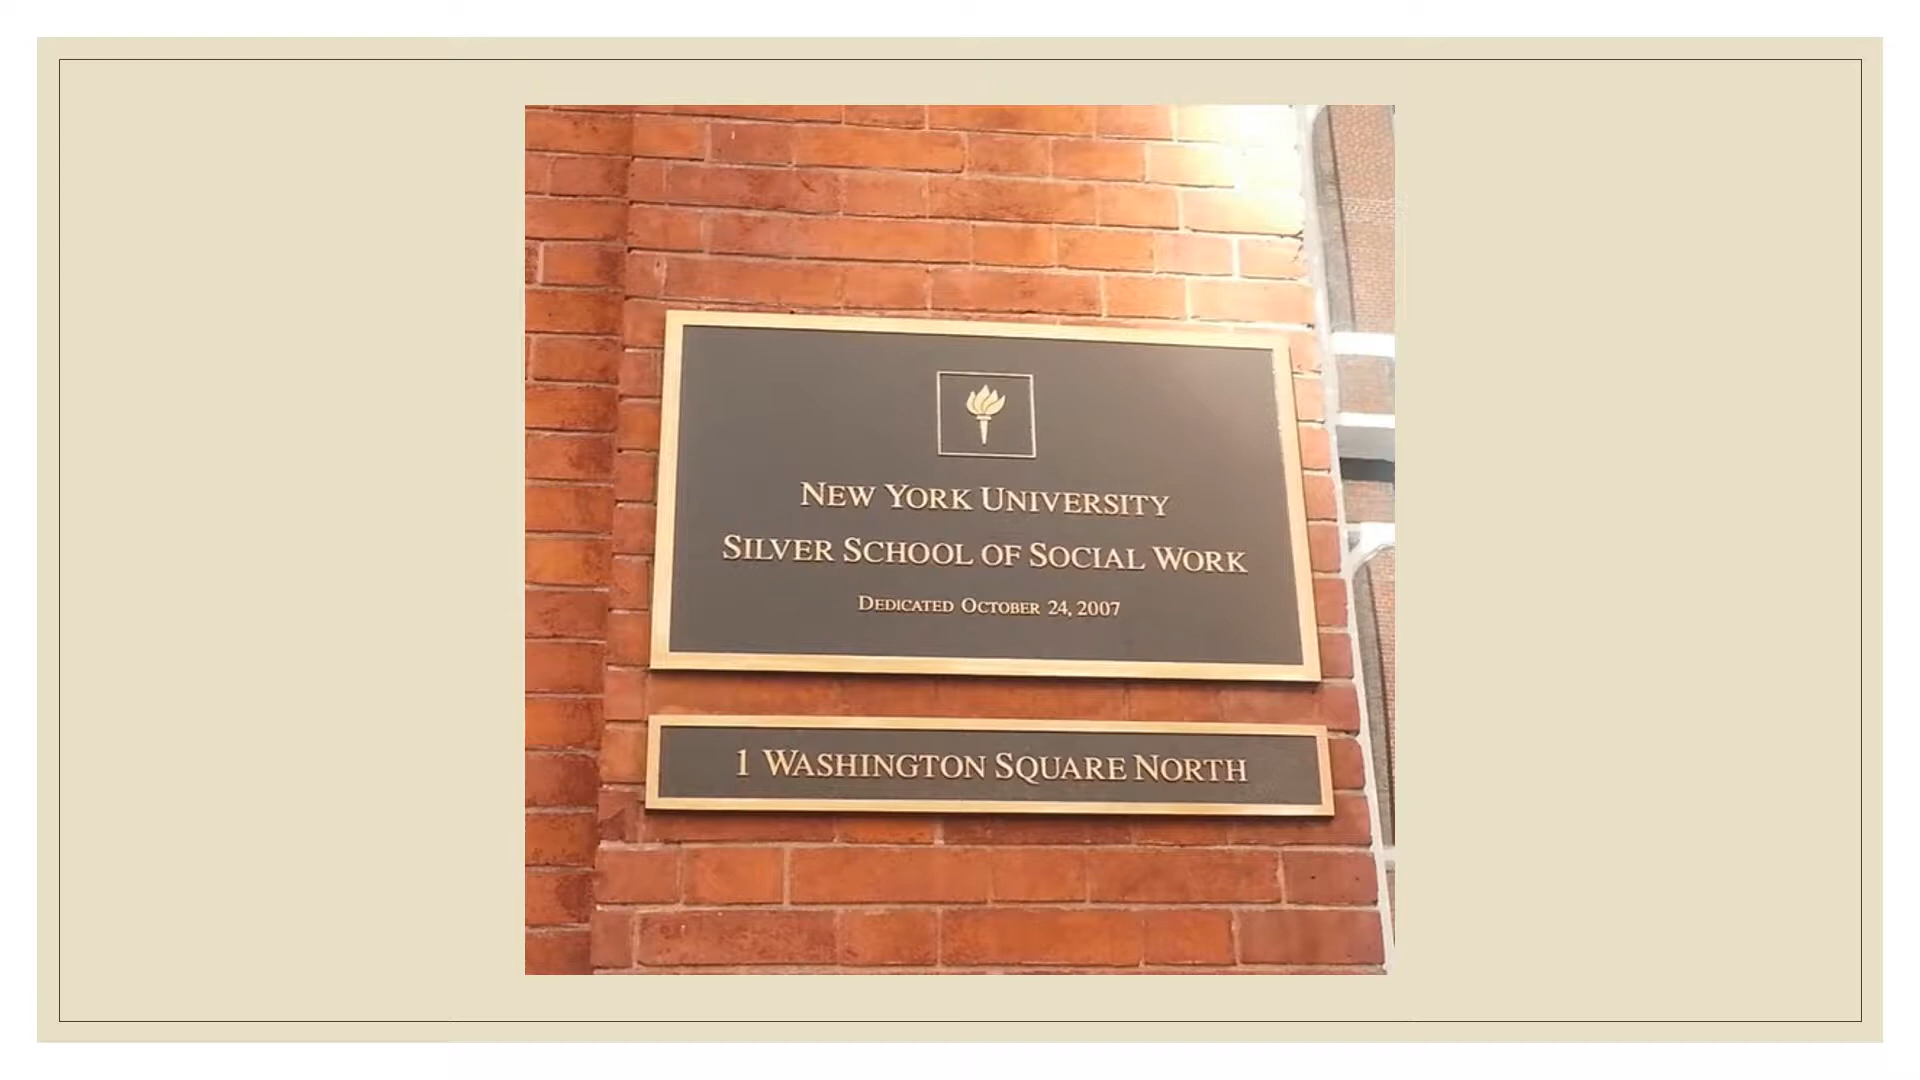 New York University
Silver School of Social Work
Dedicated October 24, 2007
1 Washington Square North